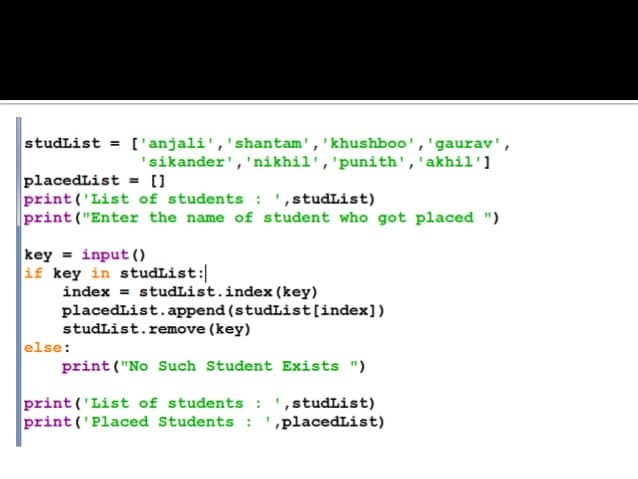 studList = ['anjali','shantam','khushboo','gaurav',
'sikander','nikhil','punith','akhil']
placedList = []
print('List of students : ',studList)
print("Enter the name of student who got placed ")
key = input()
if key in studList:
index = studList.index(key)
placedList.append(studList[index])
studList.remove(key)
else:
print("No Such Student Exists ")
print('List of students : ',studList)
print('Placed Students : ',placedList)